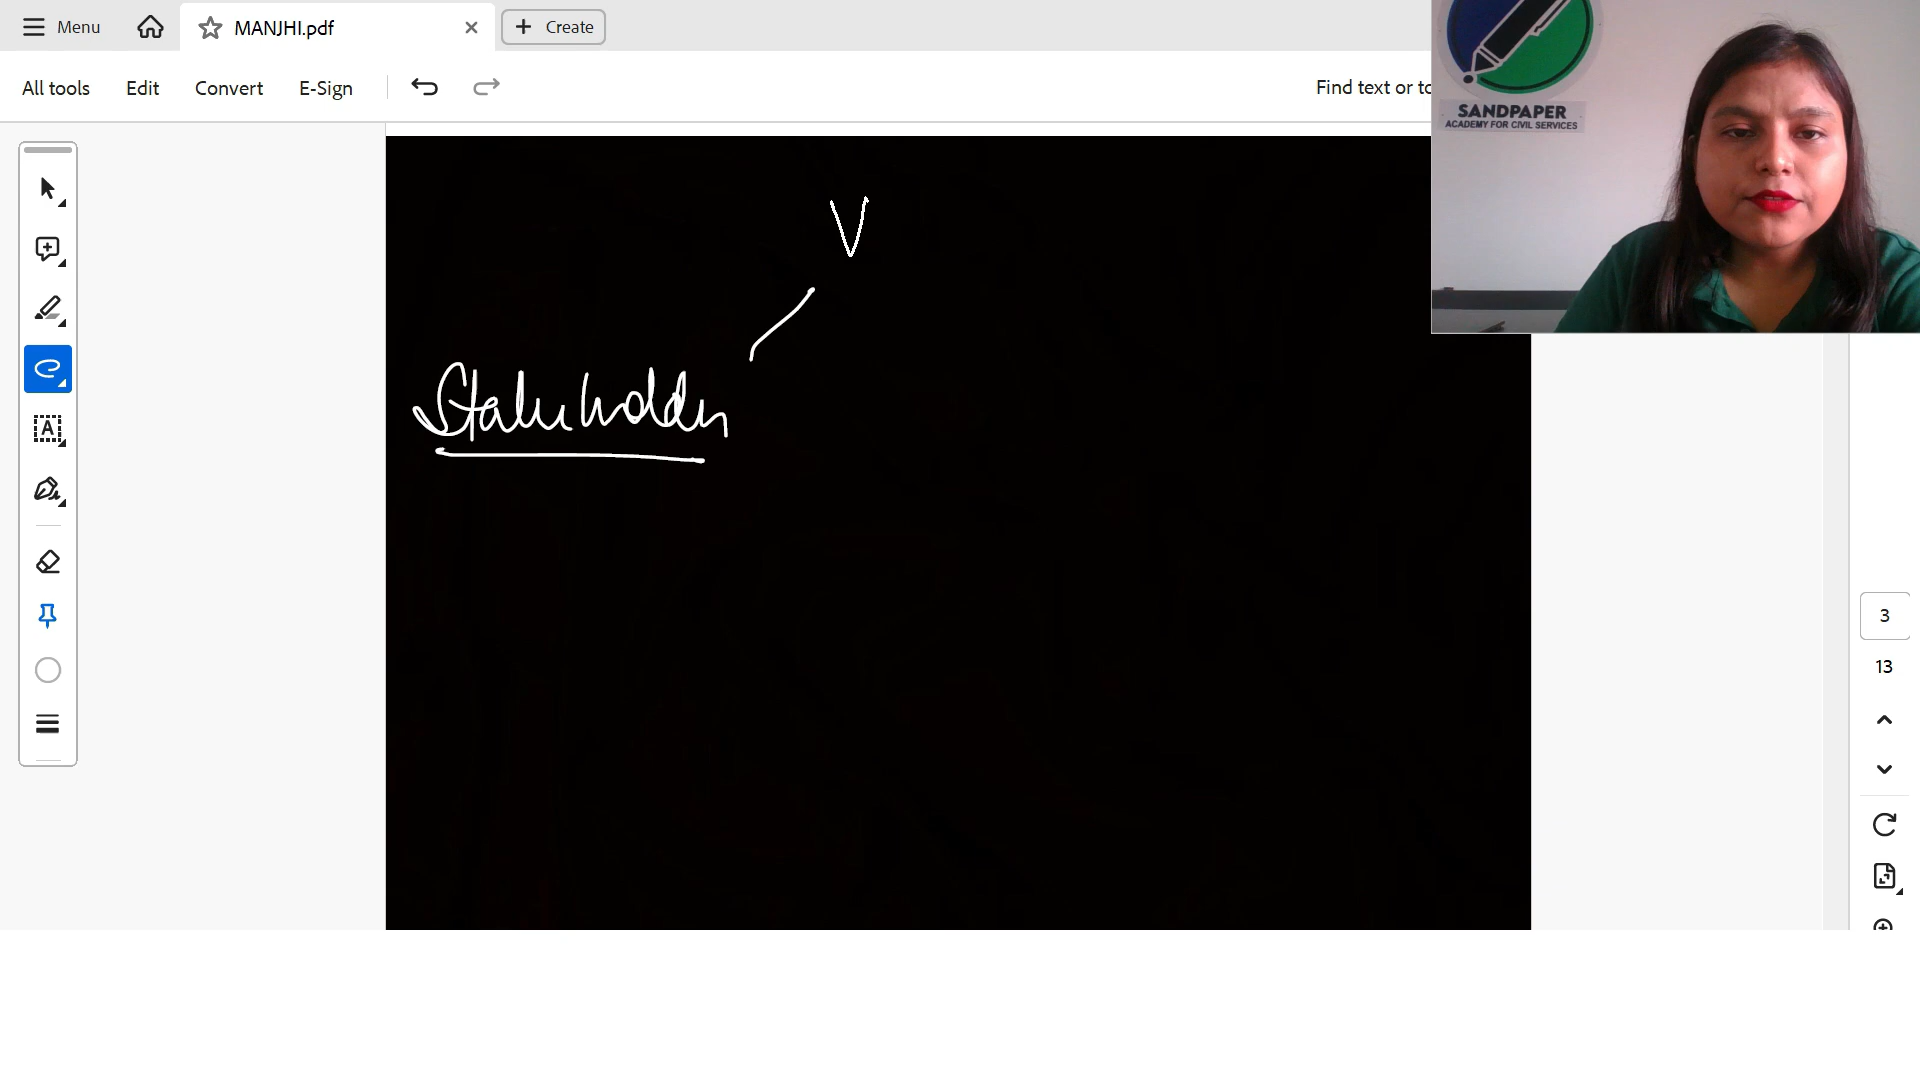 Menu
MANJHI.pdf
Create
All tools Edit Convert E-Sign
Find text or to
SANDPAPER
ACADEMY FOR CIVIL SERVICES
V
Stakeholder
A
3
13